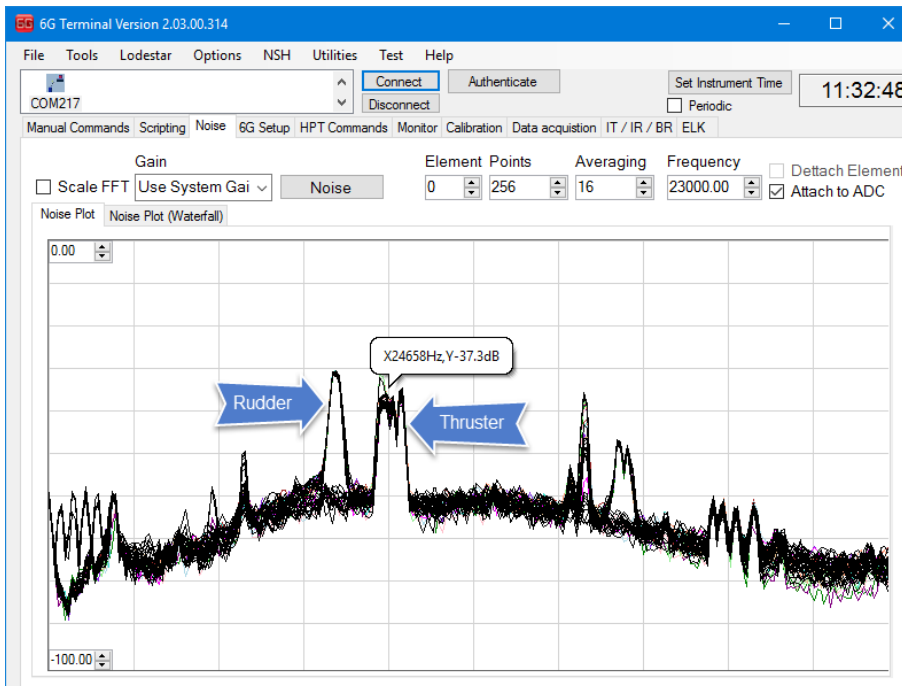 6G 6G Terminal Version 2.03.00.314
File Tools Lodestar Options NSH Utilities Test Help
COM217
Connect Authenticate Set Instrument Time 11:32:48
Disconnect Periodic
Manual Commands Scripting Noise 6G Setup HPT Commands Monitor Calibration Data acquistion IT / IR / BR ELK
Gain Element Points Averaging Frequency
Scale FFT Use System Gai Noise 0 256 16 23000.00 Dettach Element
Attach to ADC
Noise Plot Noise Plot (Waterfall)
0.00
X24658Hz,Y-37.3dB
Rudder
Thruster
-100.00